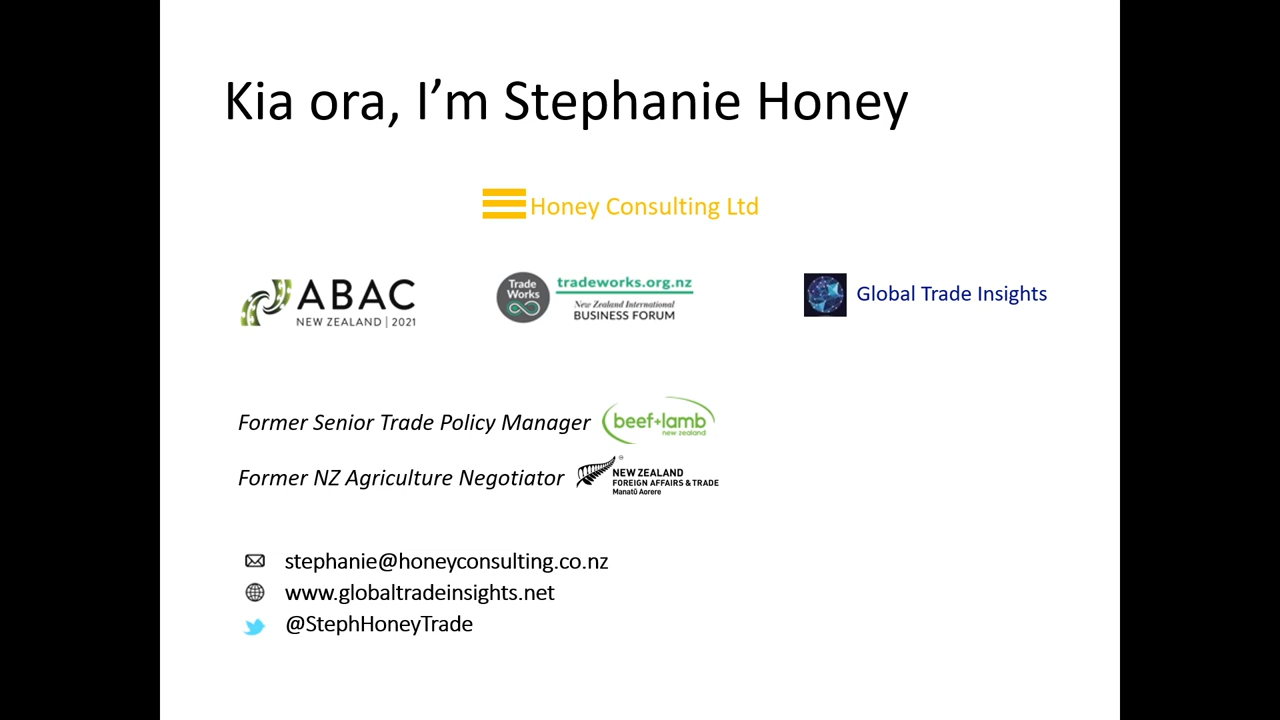 Kia ora, I’m Stephanie Honey
Honey Consulting Ltd
ABAC
NEW ZEALAND | 2021
Trade
Works
tradeworks.org.nz
New Zealand International
BUSINESS FORUM
Global Trade Insights
Former Senior Trade Policy Manager
beef+lamb
new zealand
Former NZ Agriculture Negotiator
NEW ZEALAND
FOREIGN AFFAIRS & TRADE
Manatū Aorere
stephanie@honeyconsulting.co.nz
www.globaltradeinsights.net
@StephHoneyTrade